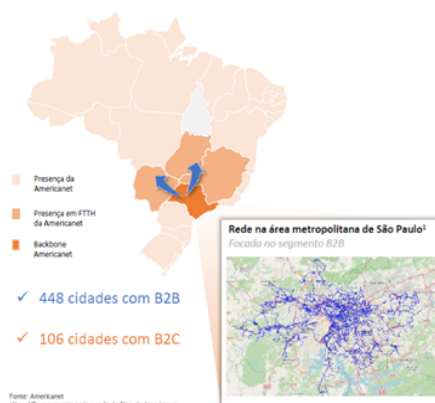 Presença da
Americanet
Presença em FTTH
da Americanet
Backbone
Americanet
✓ 448 cidades com B2B
✓ 106 cidades com B2C
Rede na área metropolitana de São Paulo¹
Focada no segmento B2B
Fonte: Americanet